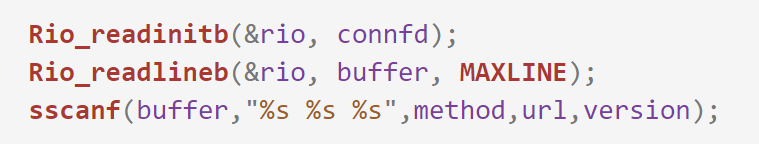 Rio_readinitb(&rio, connfd);
Rio_readlineb(&rio, buffer, MAXLINE);
sscanf(buffer,"%s %s %s",method,url,version);